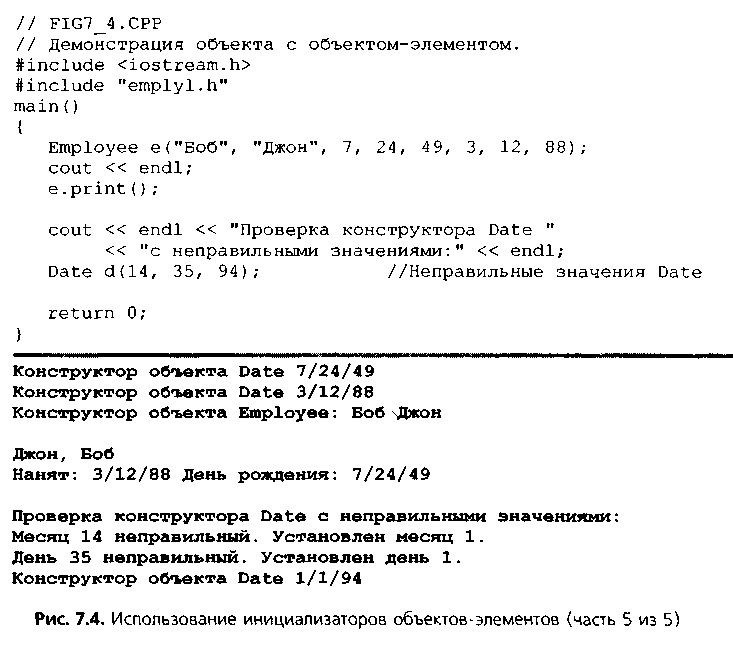 // FIG7_4.CPP
// Демонстрация объекта с объектом-элементом.
#include <iostream.h>
#include "emply1.h"
main()
{
Employee e("Боб", "Джон", 7, 24, 49, 3, 12, 88);
cout << endl;
e.print();
cout << endl << "Проверка конструктора Date "
<< "с неправильными значениями:" << endl;
Date d(14, 35, 94); //Неправильные значения Date
return 0;
}
Конструктор объекта Date 7/24/49
Конструктор объекта Date 3/12/88
Конструктор объекта Employee: Боб Джон
Джон, Боб
Нанят: 3/12/88 День рождения: 7/24/49
Проверка конструктора Date с неправильными значениями:
Месяц 14 неправильный. Установлен месяц 1.
День 35 неправильный. Установлен день 1.
Конструктор объекта Date 1/1/94
Рис. 7.4. Использование инициализаторов объектов-элементов (часть 5 из 5)